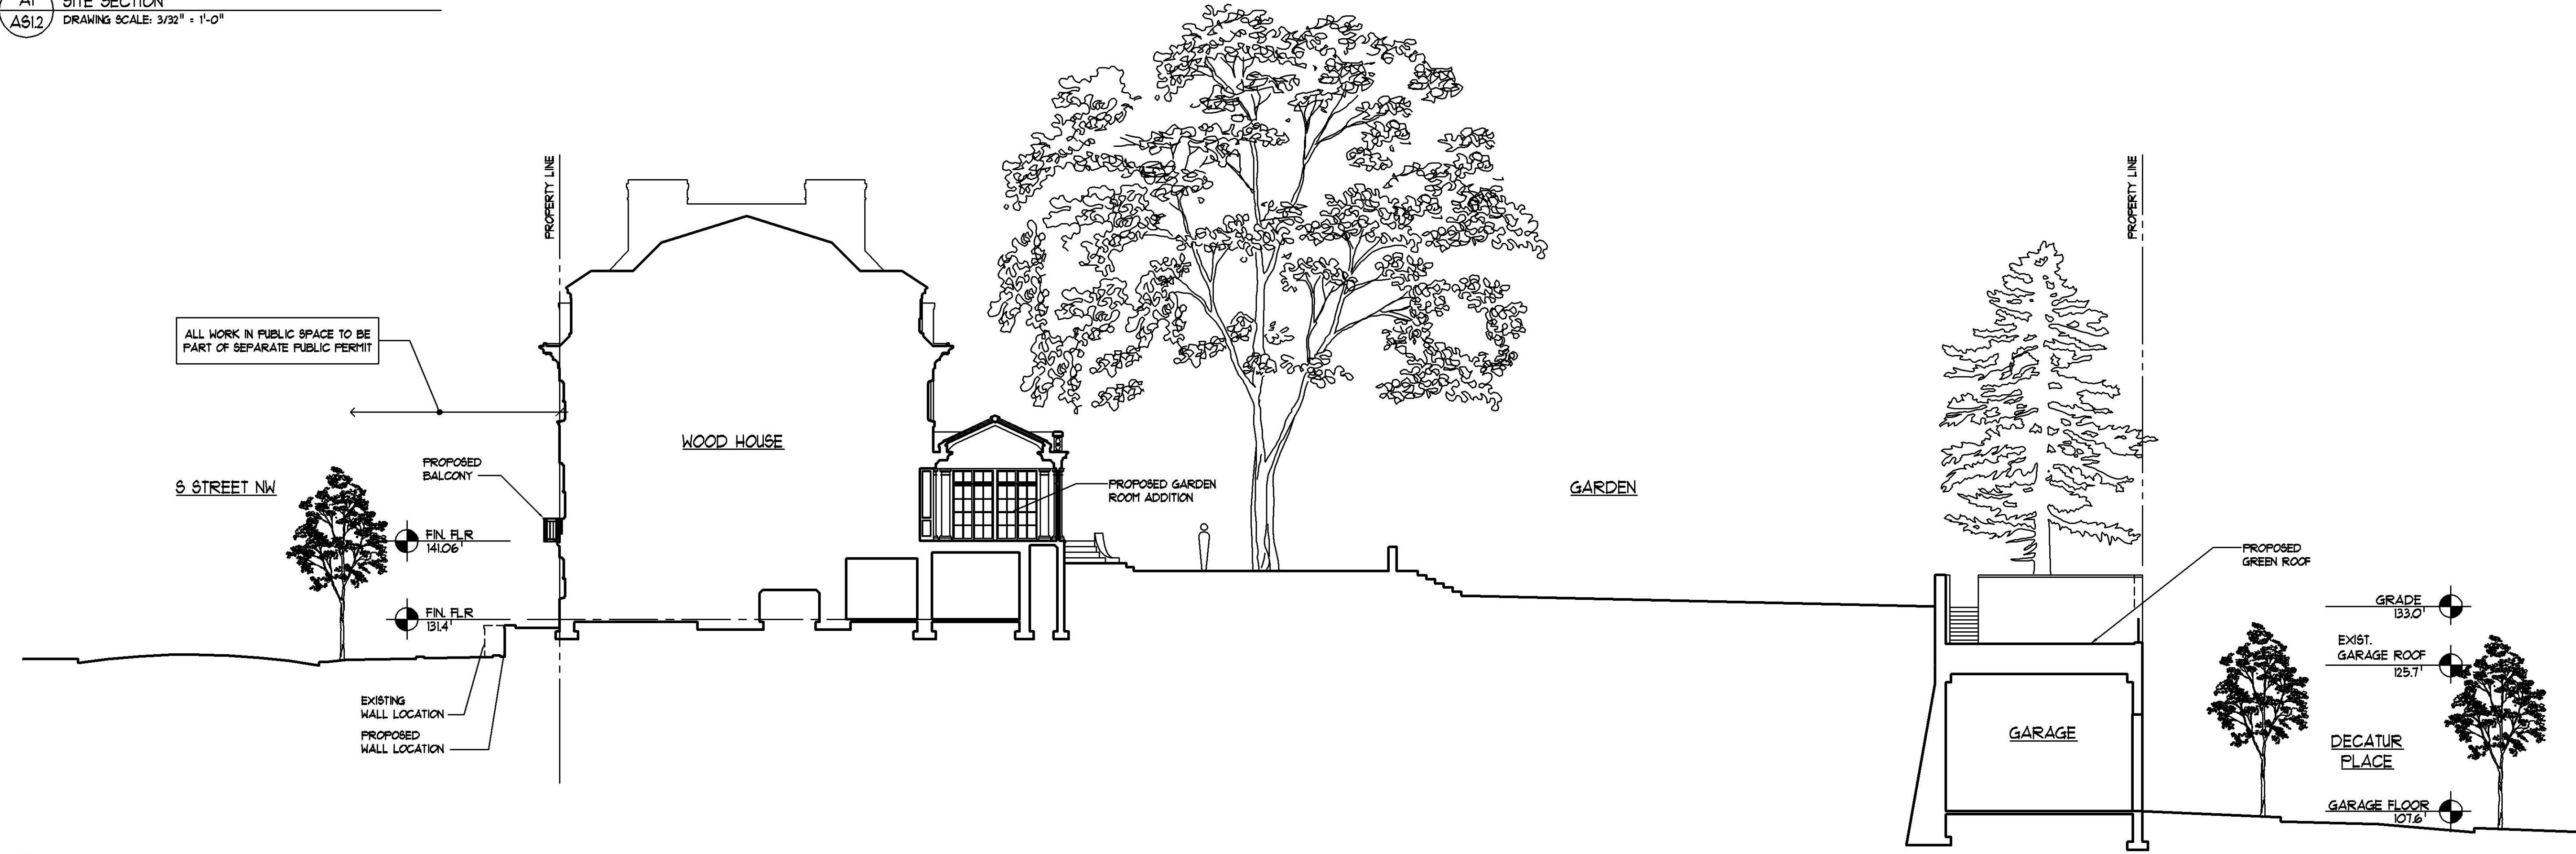 A1
AS1.2
SITE SECTION
DRAWING SCALE: 3/32" = 1'-0"
PROPERTY LINE
PROPERTY LINE
ALL WORK IN PUBLIC SPACE TO BE
PART OF SEPARATE PUBLIC PERMIT
WOOD HOUSE
PROPOSED
BALCONY
S STREET NW
PROPOSED GARDEN
ROOM ADDITION
GARDEN
FIN. FLR
141.06'
FIN. FLR
131.4'
PROPOSED
GREEN ROOF
GRADE
133.0'
EXIST.
GARAGE ROOF
125.7'
EXISTING
WALL LOCATION
PROPOSED
WALL LOCATION
GARAGE
DECATUR
PLACE
GARAGE FLOOR
107.6'